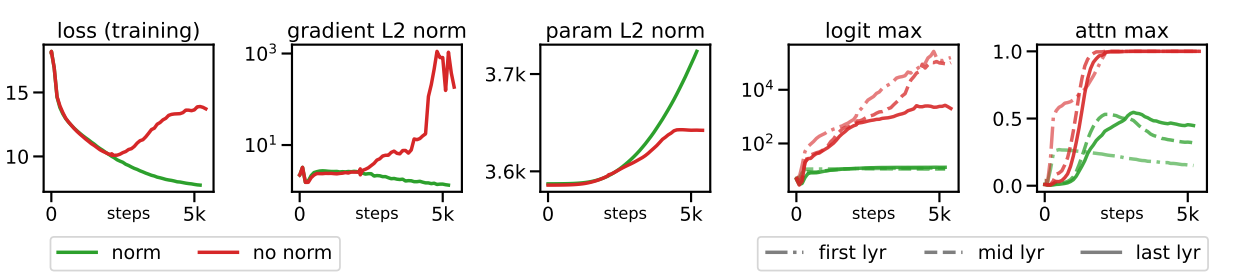 loss (training)
15
10
0
steps
5k
gradient L2 norm
10³
10¹
0
steps
5k
param L2 norm
3.7k
3.6k
0
steps
5k
logit max
10⁴
10²
0
steps
5k
attn max
1.0
0.5
0.0
0
steps
5k
norm
no norm
first lyr
mid lyr
last lyr